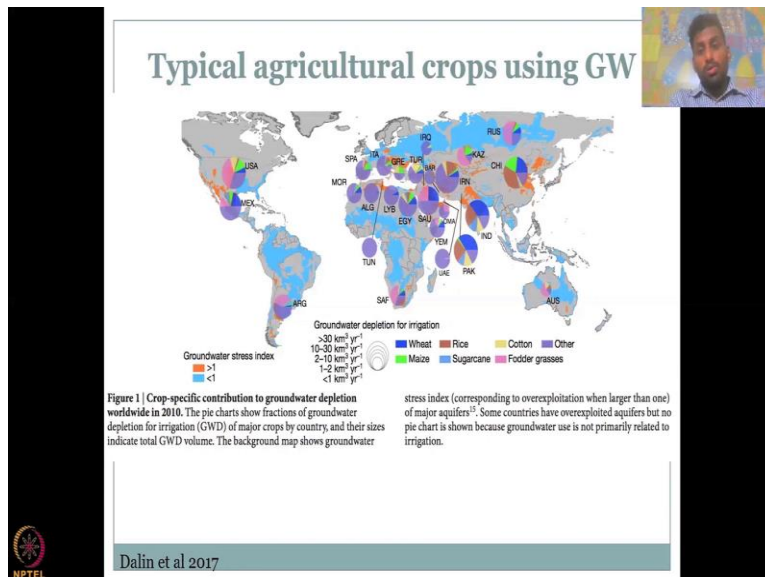 Typical agricultural crops using GW
RUS
IRQ
ITA
SPA
GRE
TUR
BAH
KAZ
CHI
USA
MEX
MOR
ALG
LYB
EGY
SAU
IRN
OMA
IND
YEM
TUN
UAE
PAK
SAF
AUS
ARG
Groundwater depletion for irrigation
>30 km³ yr⁻¹
10–30 km³ yr⁻¹
2–10 km³ yr⁻¹
1–2 km³ yr⁻¹
<1 km³ yr⁻¹
Wheat Rice Cotton Other
Maize Sugarcane Fodder grasses
Groundwater stress index
>1
<1
Figure 1 | Crop-specific contribution to groundwater depletion
worldwide in 2010. The pie charts show fractions of groundwater
depletion for irrigation (GWD) of major crops by country, and their sizes
indicate total GWD volume. The background map shows groundwater
stress index (corresponding to overexploitation when larger than one)
of major aquifers¹⁵. Some countries have overexploited aquifers but no
pie chart is shown because groundwater use is not primarily related to
irrigation.
Dalin et al 2017
NPTEL